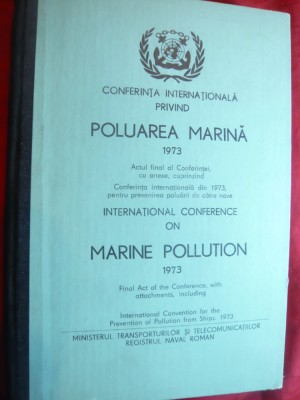 CONFERINȚA INTERNAȚIONALĂ
PRIVIND
POLUAREA MARINĂ
1973
Actul final al Conferinței,
cu anexe, cuprinzînd
Conferința internațională din 1973,
pentru prevenirea poluării de către nave
INTERNATIONAL CONFERENCE
ON
MARINE POLLUTION
1973
Final Act of the Conference, with
attachments, including
International Convention for the
Prevention of Pollution from Ships, 1973
MINISTERUL TRANSPORTURILOR ȘI TELECOMUNICAȚIILOR
REGISTRUL NAVAL ROMAN